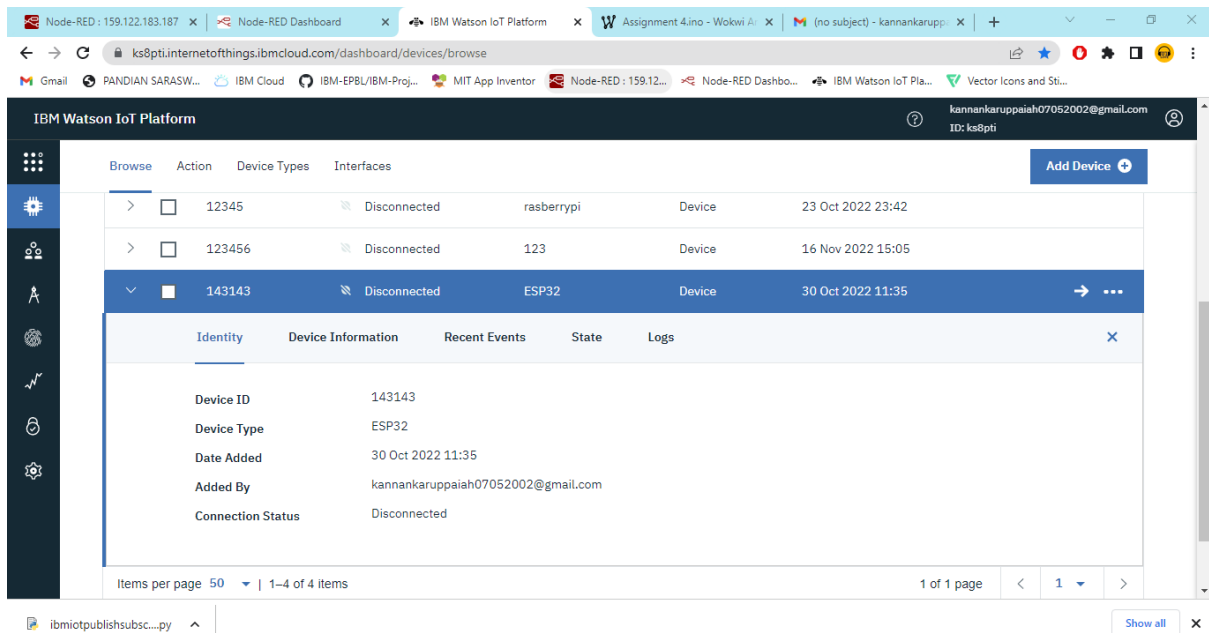 Node-RED : 159.122.183.187
Node-RED Dashboard
IBM Watson IoT Platform
Assignment 4.ino - Wokwi Ar
(no subject) - kannankarupp
ks8pti.internetofthings.ibmcloud.com/dashboard/devices/browse
Gmail
PANDIAN SARASW...
IBM Cloud
IBM-EPBL/IBM-Proj...
MIT App Inventor
Node-RED : 159.12...
Node-RED Dashbo...
IBM Watson IoT Pla...
Vector Icons and Sti...
IBM Watson IoT Platform
kannankaruppaiah07052002@gmail.com
ID: ks8pti
Browse Action Device Types Interfaces
Add Device
12345 Disconnected rasberrypi Device 23 Oct 2022 23:42
123456 Disconnected 123 Device 16 Nov 2022 15:05
143143 Disconnected ESP32 Device 30 Oct 2022 11:35
Identity Device Information Recent Events State Logs
Device ID 143143
Device Type ESP32
Date Added 30 Oct 2022 11:35
Added By kannankaruppaiah07052002@gmail.com
Connection Status Disconnected
Items per page 50 | 1–4 of 4 items
1 of 1 page 1
ibmiotpublishsubsc....py
Show all